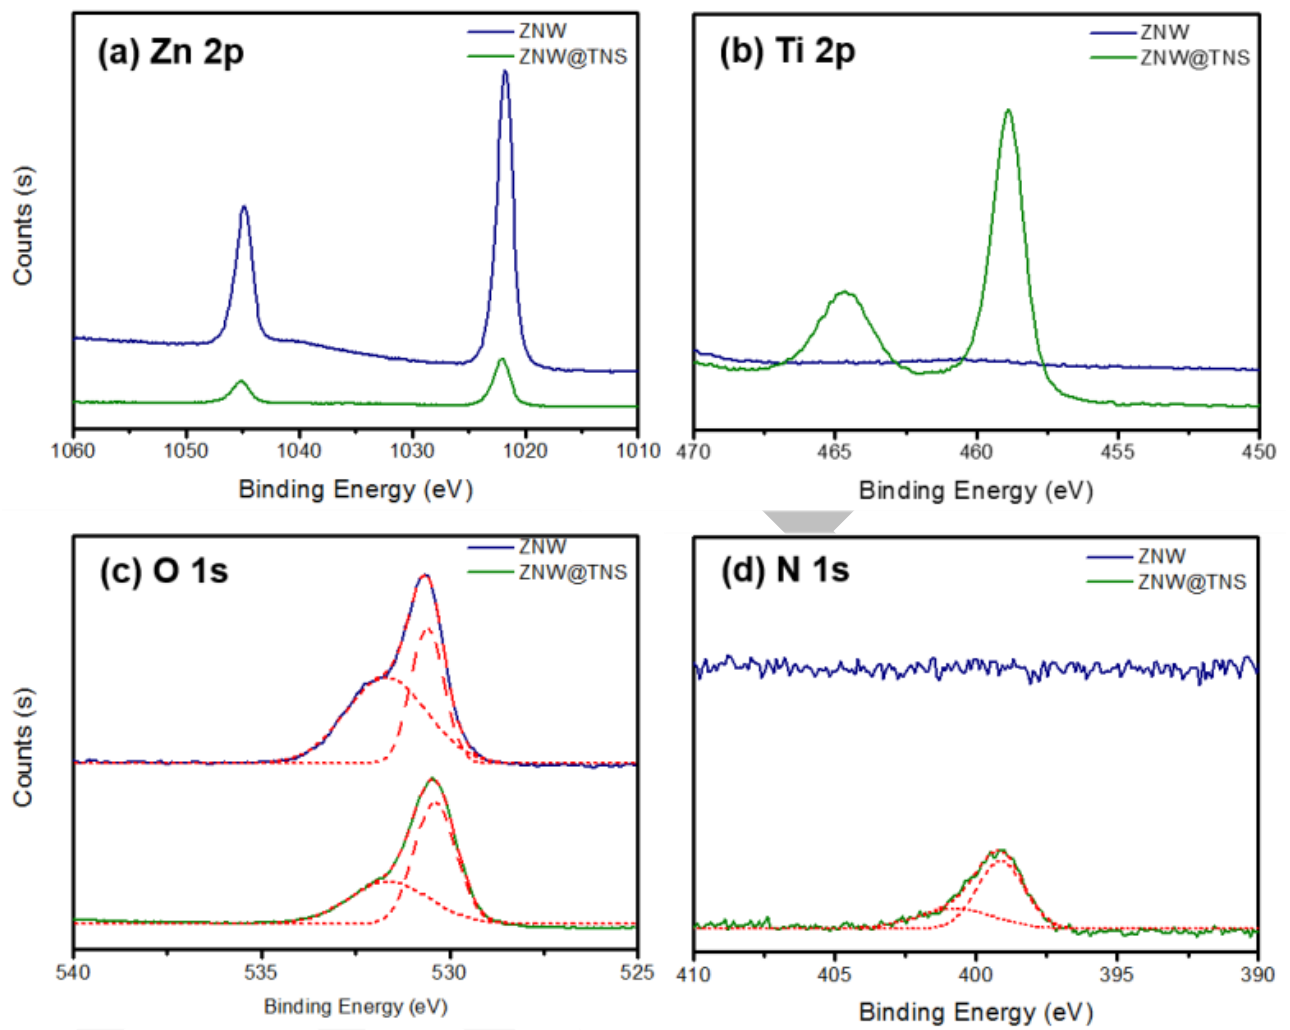 (a) Zn 2p
ZNW
ZNW@TNS
Counts (s)
1060 1050 1040 1030 1020 1010
Binding Energy (eV)
(b) Ti 2p
ZNW
ZNW@TNS
470 465 460 455 450
Binding Energy (eV)
(c) O 1s
ZNW
ZNW@TNS
Counts (s)
540 535 530 525
Binding Energy (eV)
(d) N 1s
ZNW
ZNW@TNS
410 405 400 395 390
Binding Energy (eV)